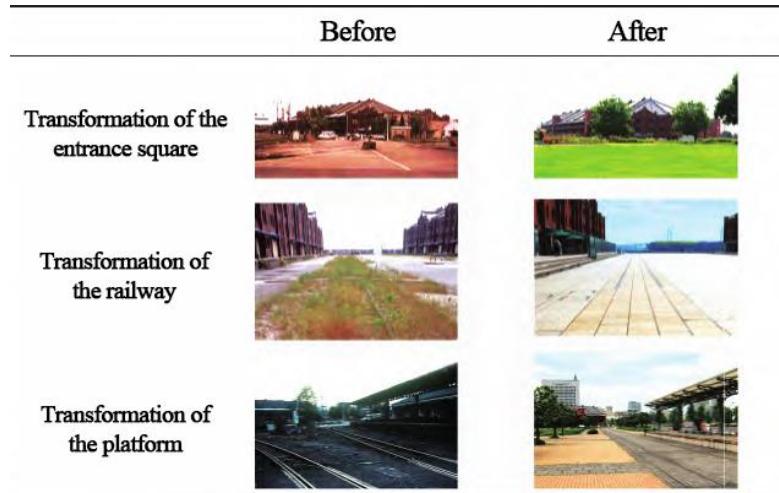 Before After
Transformation of the
entrance square
Transformation of
the railway
Transformation of
the platform